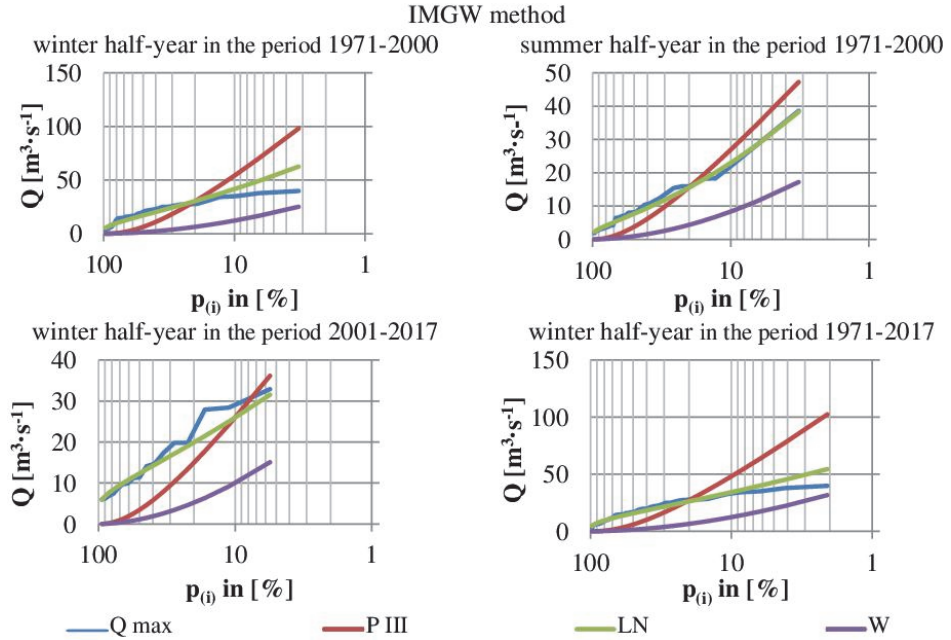 IMGW method
winter half-year in the period 1971-2000
150
100
50
0
Q [m³·s⁻¹]
100
10
1
p(i) in [%]
summer half-year in the period 1971-2000
50
40
30
20
10
0
Q [m³·s-¹]
100
10
1
p(i) in [%]
winter half-year in the period 2001-2017
40
30
20
10
0
Q [m³·s⁻¹]
100
10
1
p(i) in [%]
winter half-year in the period 1971-2017
150
100
50
0
Q [m³·s⁻¹]
100
10
1
p(i) in [%]
Q max
P III
LN
W